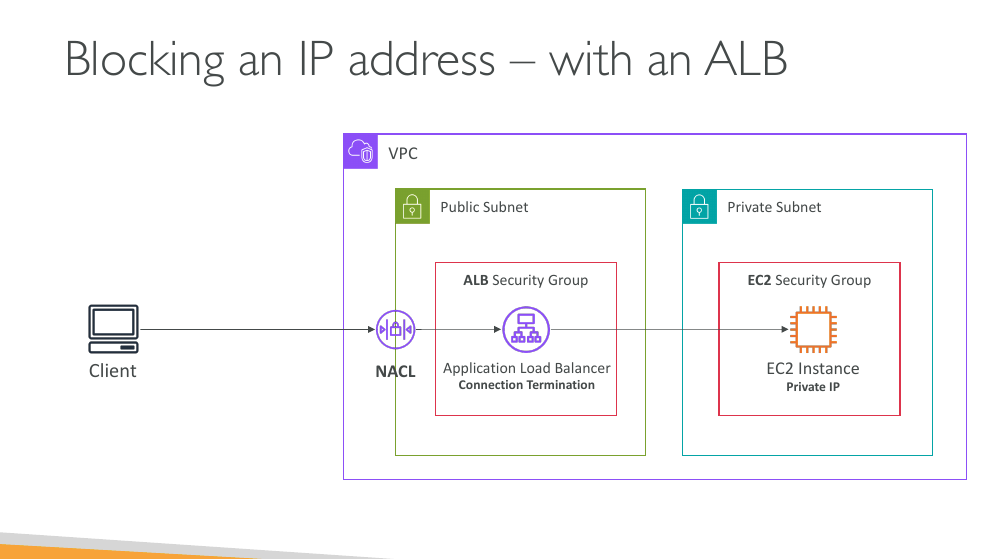 Blocking an IP address – with an ALB
VPC
Public Subnet
Private Subnet
ALB Security Group
EC2 Security Group
Client
NACL
Application Load Balancer
Connection Termination
EC2 Instance
Private IP